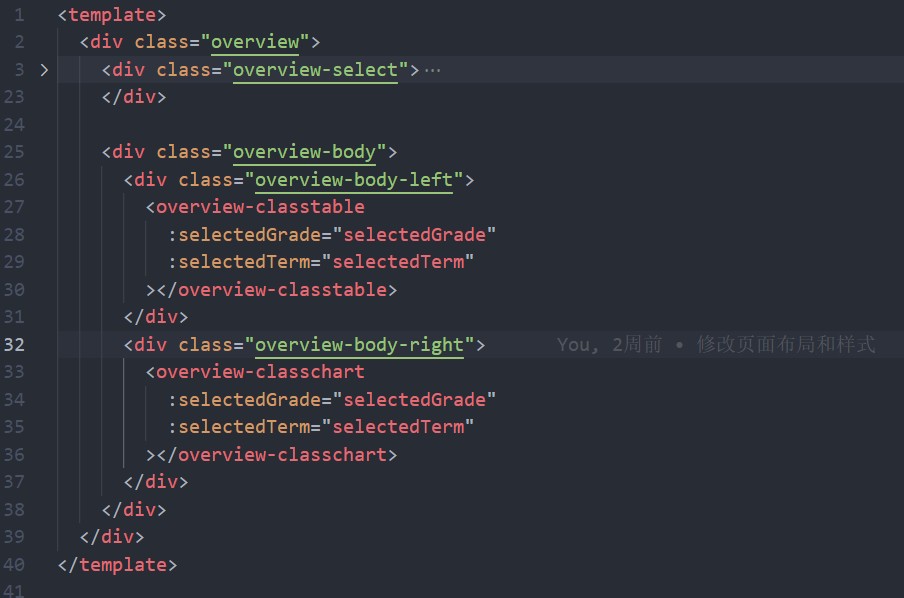 1 <template>
2 <div class="overview">
3 > <div class="overview-select">···
23 </div>
24
25 <div class="overview-body">
26 <div class="overview-body-left">
27 <overview-classtable
28 :selectedGrade="selectedGrade"
29 :selectedTerm="selectedTerm"
30 ></overview-classtable>
31 </div>
32 <div class="overview-body-right"> You, 2周前 • 修改页面布局和样式
33 <overview-classchart
34 :selectedGrade="selectedGrade"
35 :selectedTerm="selectedTerm"
36 ></overview-classchart>
37 </div>
38 </div>
39 </div>
40 </template>
41